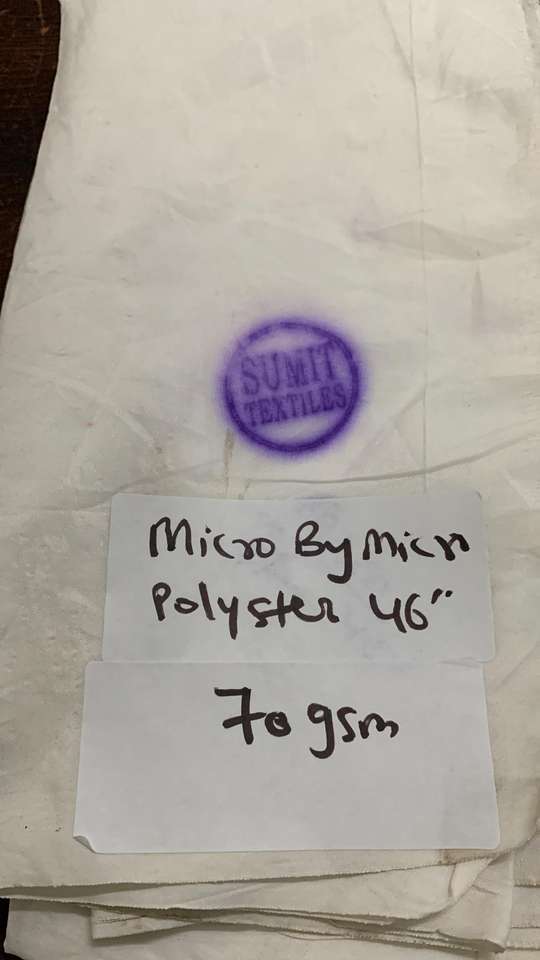 SUMIT
TEXTILES
Micro By Micro
Polyster 46"
70 gsm